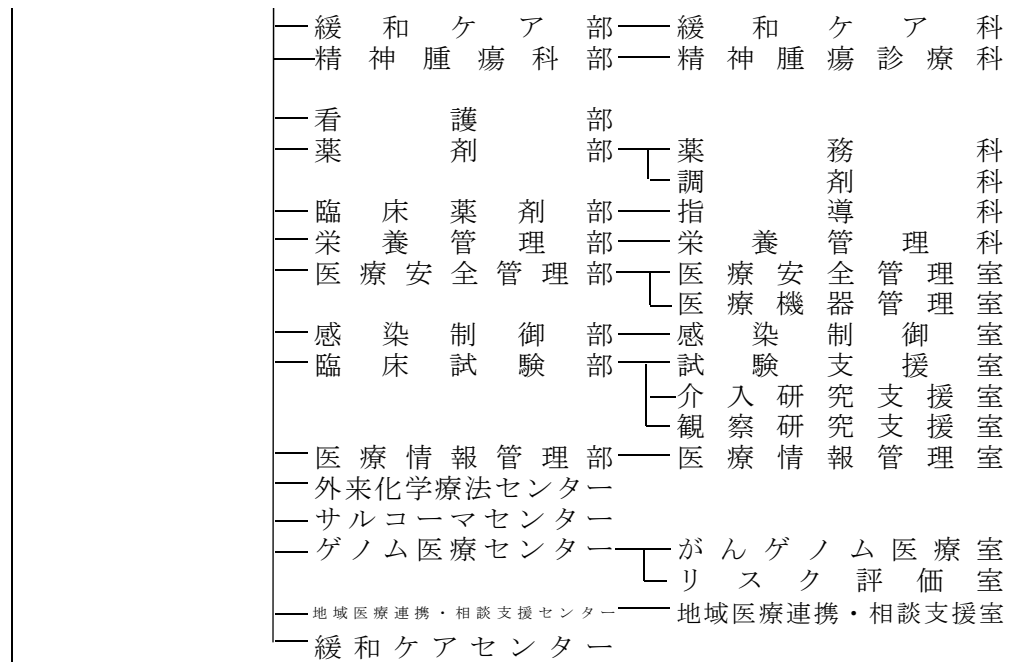 緩和ケア部 緩和ケア科
精神腫瘍科部 精神腫瘍診療科
看護部
薬剤部 薬務科
調剤科
臨床薬剤部 指導科
栄養管理部 栄養管理科
医療安全管理部 医療安全管理室
医療機器管理室
感染制御部 感染制御室
臨床試験部 試験支援室
介入研究支援室
観察研究支援室
医療情報管理部 医療情報管理室
外来化学療法センター
サルコーマセンター
ゲノム医療センター がんゲノム医療室
リスク評価室
地域医療連携・相談支援センター 地域医療連携・相談支援室
緩和ケアセンター